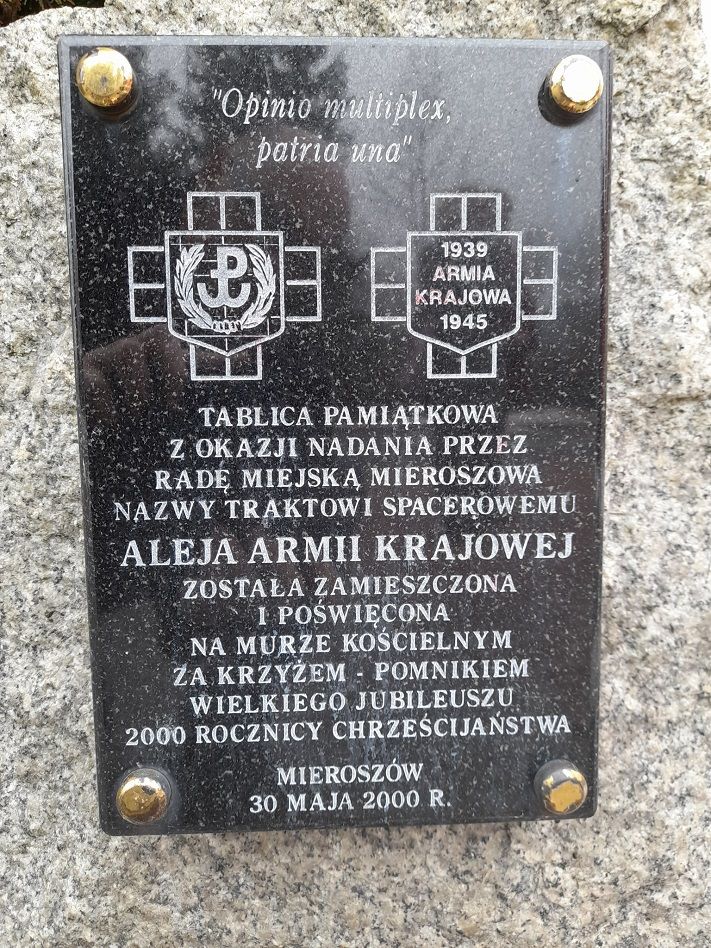 "Opinio multiplex,
patria una"
1939
ARMIA
KRAJOWA
1945
TABLICA PAMIĄTKOWA
Z OKAZJI NADANIA PRZEZ
RADĘ MIEJSKĄ MIEROSZOWA
NAZWY TRAKTOWI SPACEROWEMU
ALEJA ARMII KRAJOWEJ
ZOSTAŁA ZAMIESZCZONA
I POŚWIĘCONA
NA MURZE KOŚCIELNYM
ZA KRZYŻEM - POMNIKIEM
WIELKIEGO JUBILEUSZU
2000 ROCZNICY CHRZEŚCIJAŃSTWA
MIEROSZÓW
30 MAJA 2000 R.